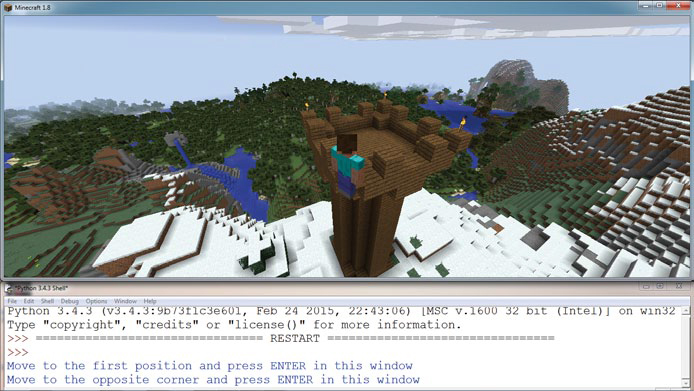 Minecraft 1.8
*Python 3.4.3 Shell*
File Edit Shell Debug Options Window Help
Python 3.4.3 (v3.4.3:9b73f1c3e601, Feb 24 2015, 22:43:06) [MSC v.1600 32 bit (Intel)] on win32
Type "copyright", "credits" or "license()" for more information.
>>> ================================ RESTART ================================
>>>
Move to the first position and press ENTER in this window
Move to the opposite corner and press ENTER in this window